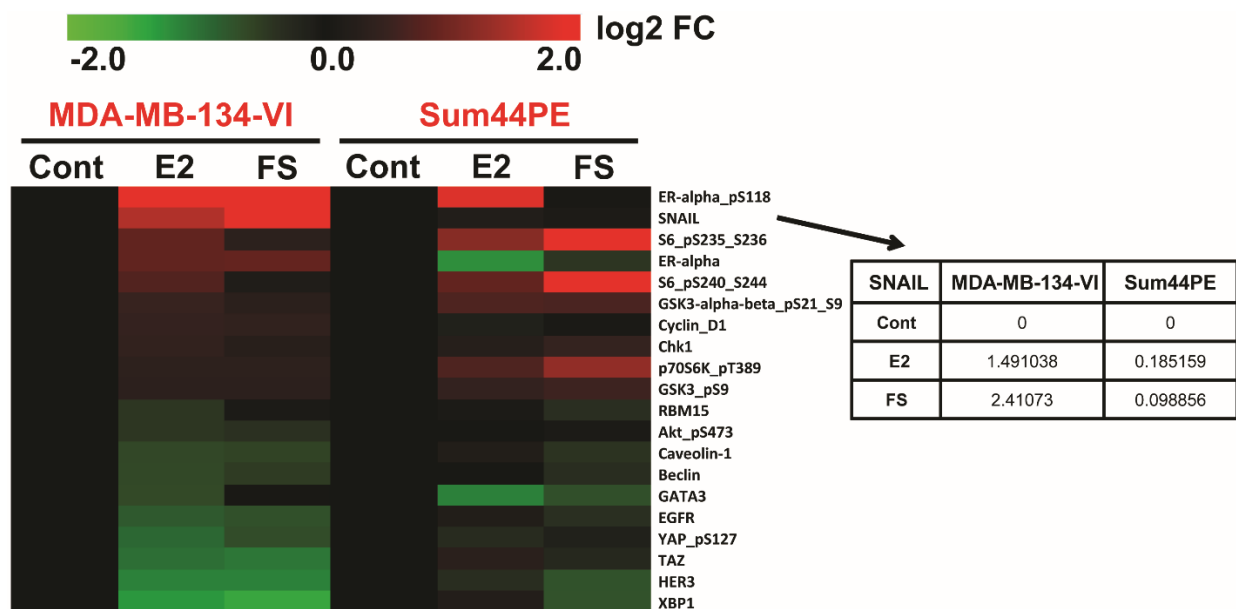 log2 FC
-2.0 0.0 2.0
MDA-MB-134-VI Sum44PE
Cont E2 FS Cont E2 FS
ER-alpha_pS118
SNAIL
S6_pS235_S236
ER-alpha
S6_pS240_S244
GSK3-alpha-beta_pS21_S9
Cyclin_D1
Chk1
p70S6K_pT389
GSK3_pS9
RBM15
Akt_pS473
Caveolin-1
Beclin
GATA3
EGFR
YAP_pS127
TAZ
HER3
XBP1
SNAIL MDA-MB-134-VI Sum44PE
Cont 0 0
E2 1.491038 0.185159
FS 2.41073 0.098856